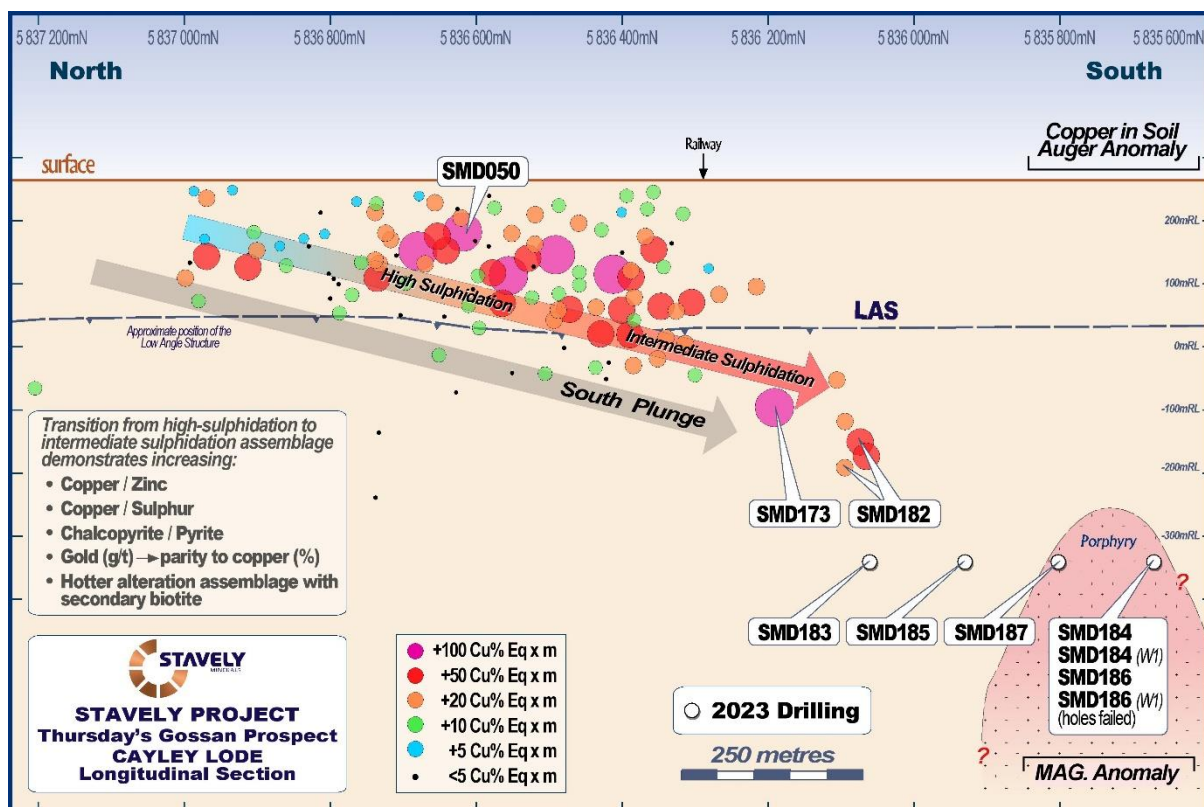 5 837 200mN
5 837 000mN
5 836 800mN
5 836 600mN
5 836 400mN
5 836 200mN
5 836 000mN
5 835 800mN
5 835 600mN
North
South
Copper in Soil
Auger Anomaly
Railway
surface
SMD050
200mRL
100mRL
0mRL
-100mRL
-200mRL
-300mRL
High Sulphidation
Intermediate Sulphidation
LAS
Approximate position of the
Low Angle Structure
South Plunge
Transition from high-sulphidation to
intermediate sulphidation assemblage
demonstrates increasing:
• Copper / Zinc
• Copper / Sulphur
• Chalcopyrite / Pyrite
• Gold (g/t) → parity to copper (%)
• Hotter alteration assemblage with
secondary biotite
SMD173
SMD182
Porphyry
?
SMD183
SMD185
SMD187
SMD184
SMD184 (W1)
SMD186
SMD186 (W1)
(holes failed)
STAVELY
MINERALS
STAVELY PROJECT
Thursday's Gossan Prospect
CAYLEY LODE
Longitudinal Section
+100 Cu% Eq x m
+50 Cu% Eq x m
+20 Cu% Eq x m
+10 Cu% Eq x m
+5 Cu% Eq x m
<5 Cu% Eq x m
2023 Drilling
250 metres
?
MAG. Anomaly